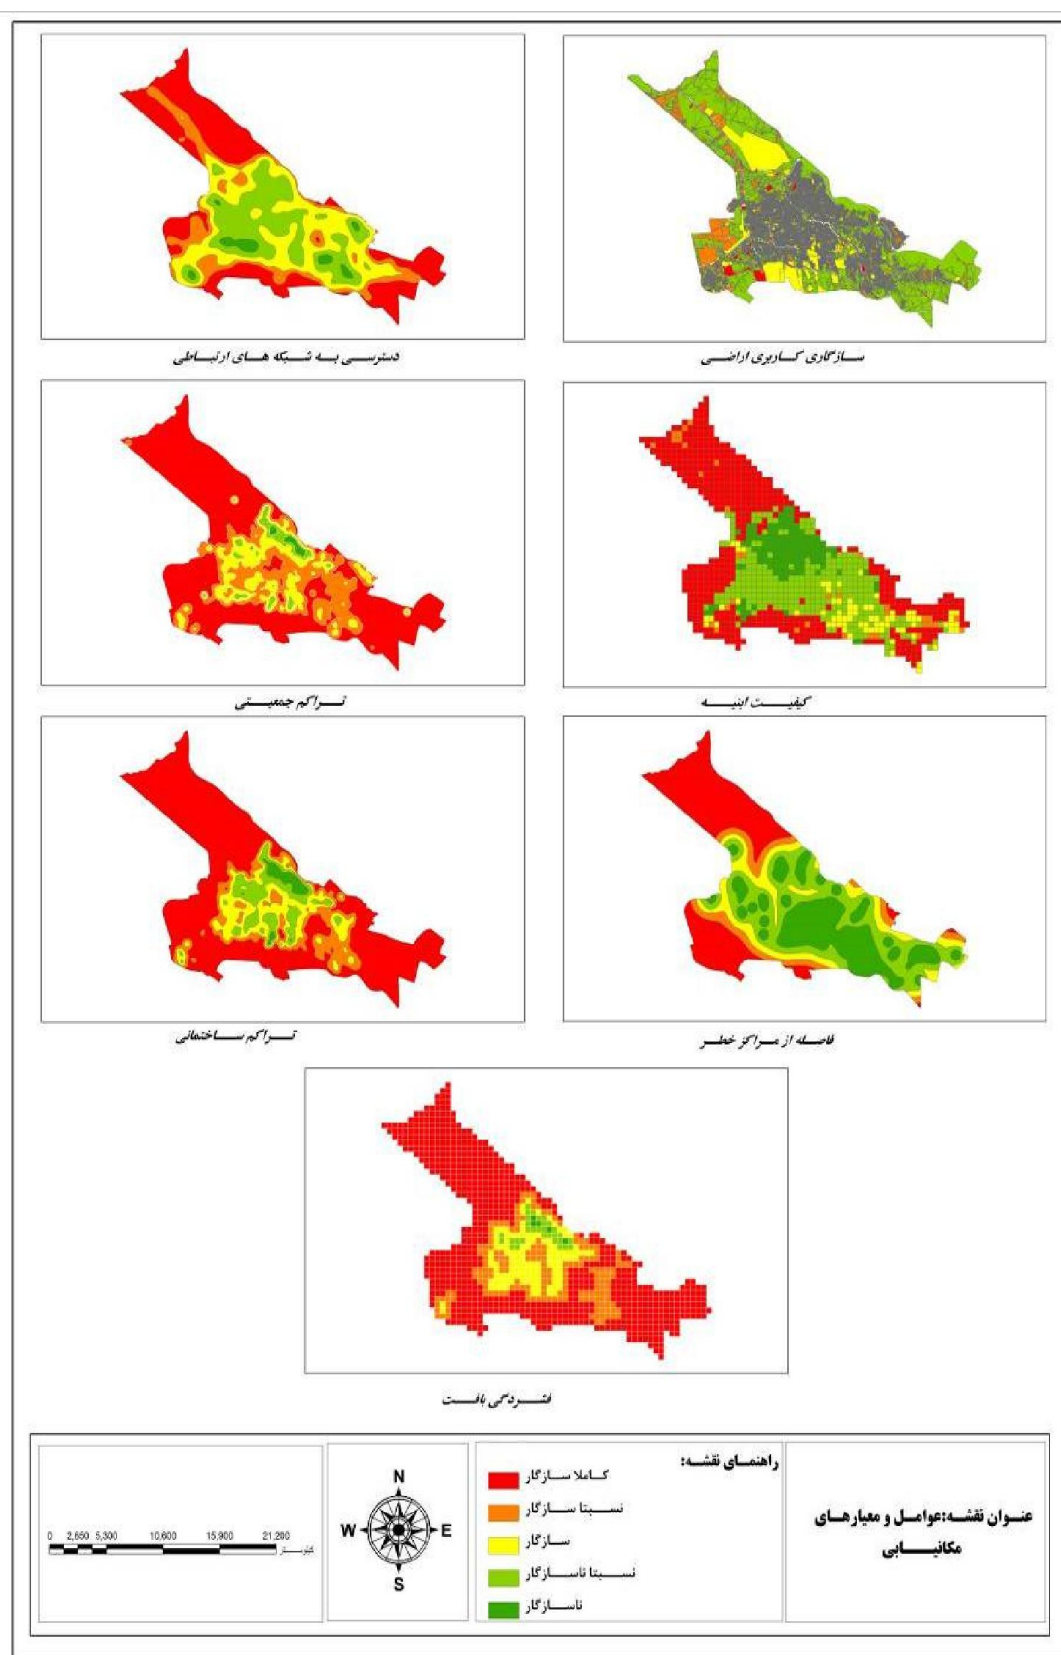 سازگاری کاربری اراضی
دسترسی به شبکه های ارتباطی
کیفیت ابنیه
تراکم جمعیتی
فاصله از مراکز خطر
تراکم ساختمانی
فشردگی بافت
عنوان نقشه:عوامل و معیارهای
مکانیابی
راهنمای نقشه:
کاملا سازگار
نسبتا سازگار
سازگار
نسبتا ناسازگار
ناسازگار
N
W E
S
0 2,650 5,300 10,600 15,900 21,200
کیلومتر